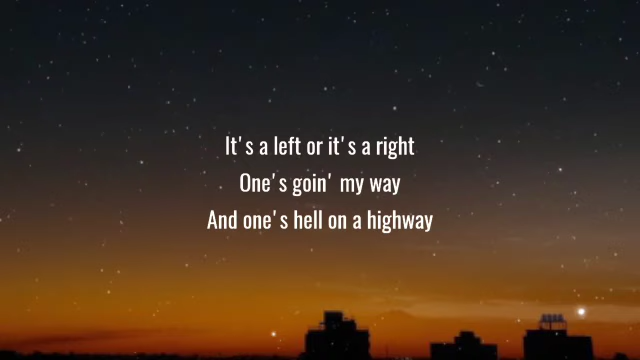 It's a left or it's a right
One's goin' my way
And one's hell on a highway